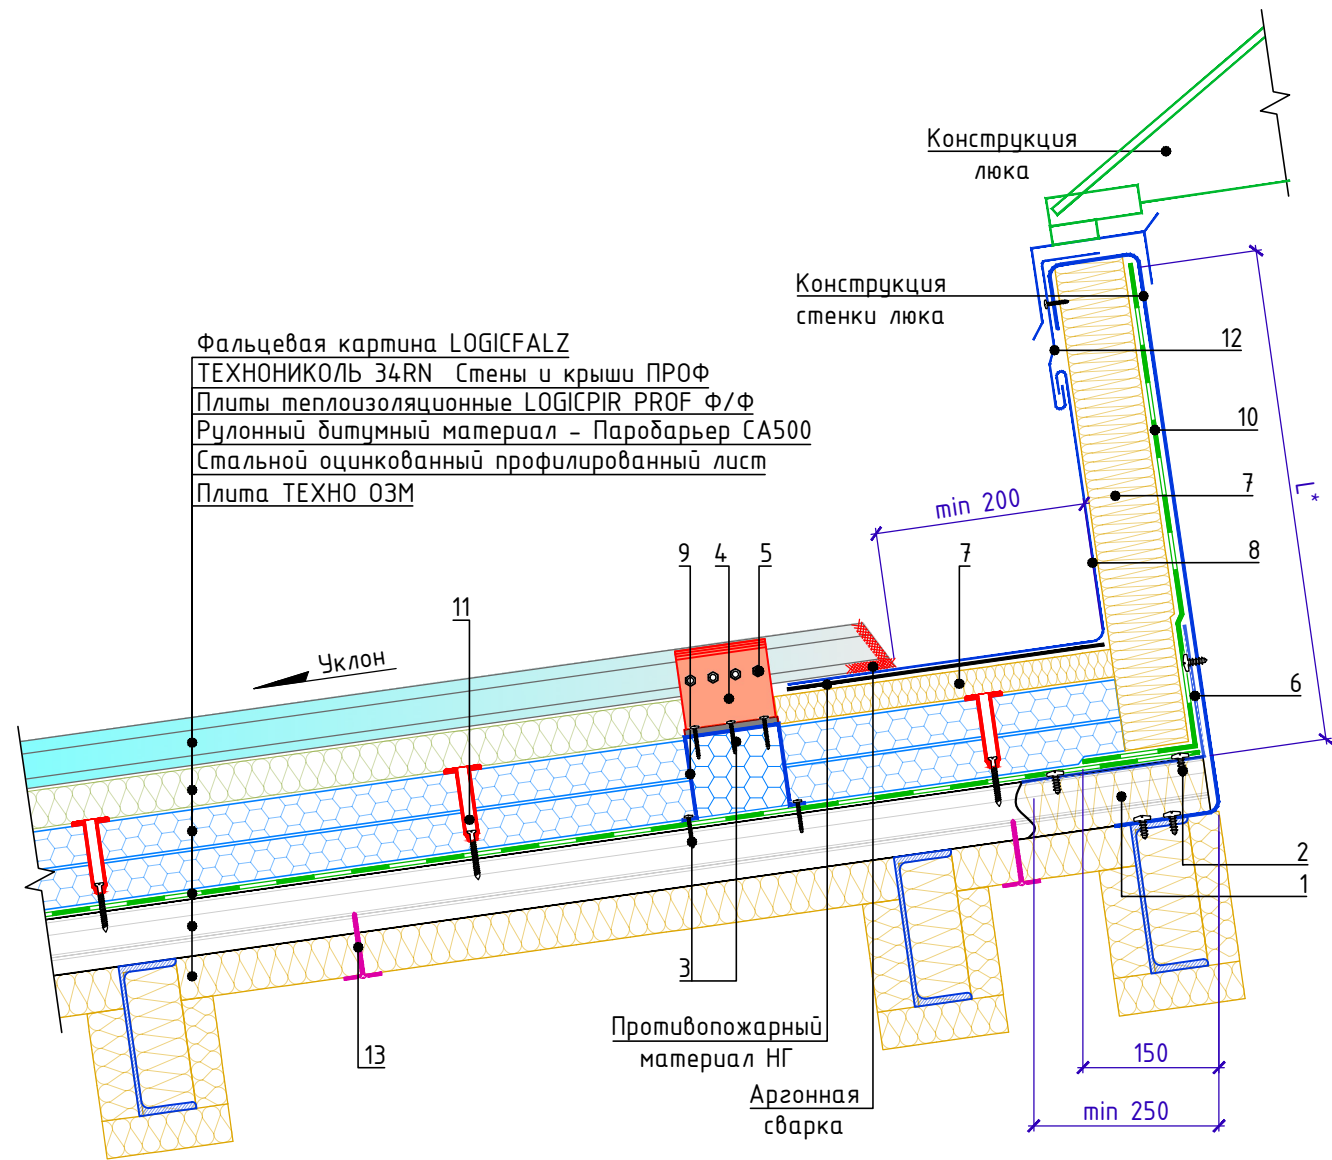 Конструкция
люка
Конструкция
стенки люка
Фальцевая картина LOGICFALZ
ТЕХНОНИКОЛЬ 34RN Стены и крыши ПРОФ
Плиты теплоизоляционные LOGICPIR PROF Ф/Ф
Рулонный битумный материал – Паробарьер СА500
Стальной оцинкованный профилированный лист
Плита ТЕХНО ОЗМ
12
10
7
L*
min 200
8
9
4
5
7
11
Уклон
6
2
1
3
Противопожарный
материал НГ
13
150
Аргонная
сварка
min 250